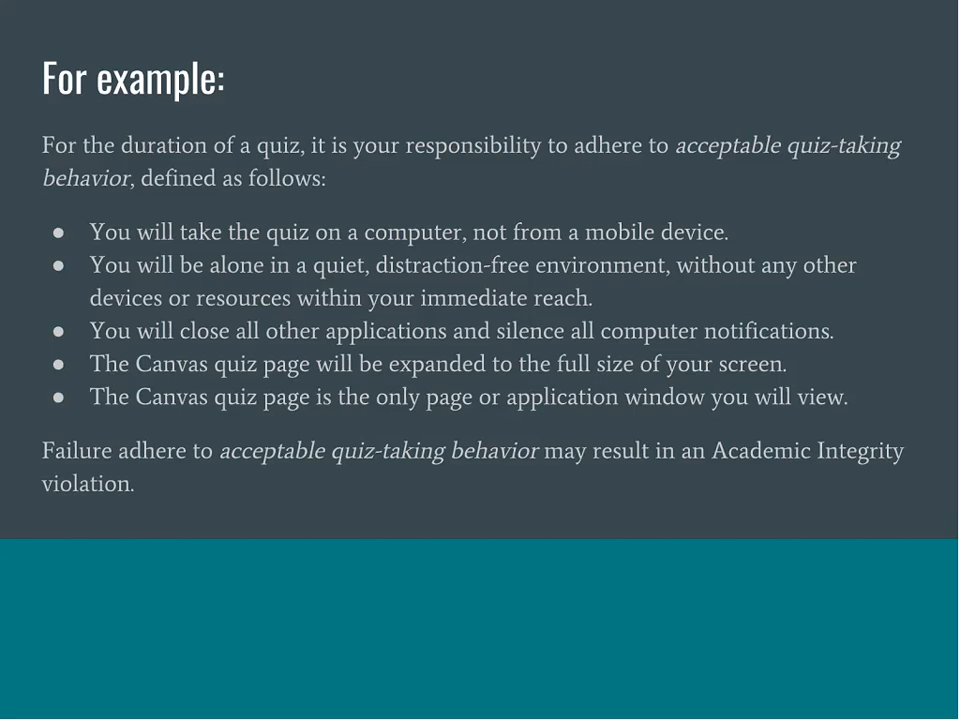 For example:
For the duration of a quiz, it is your responsibility to adhere to acceptable quiz-taking
behavior, defined as follows:
● You will take the quiz on a computer, not from a mobile device.
● You will be alone in a quiet, distraction-free environment, without any other
devices or resources within your immediate reach.
● You will close all other applications and silence all computer notifications.
● The Canvas quiz page will be expanded to the full size of your screen.
● The Canvas quiz page is the only page or application window you will view.
Failure adhere to acceptable quiz-taking behavior may result in an Academic Integrity
violation.